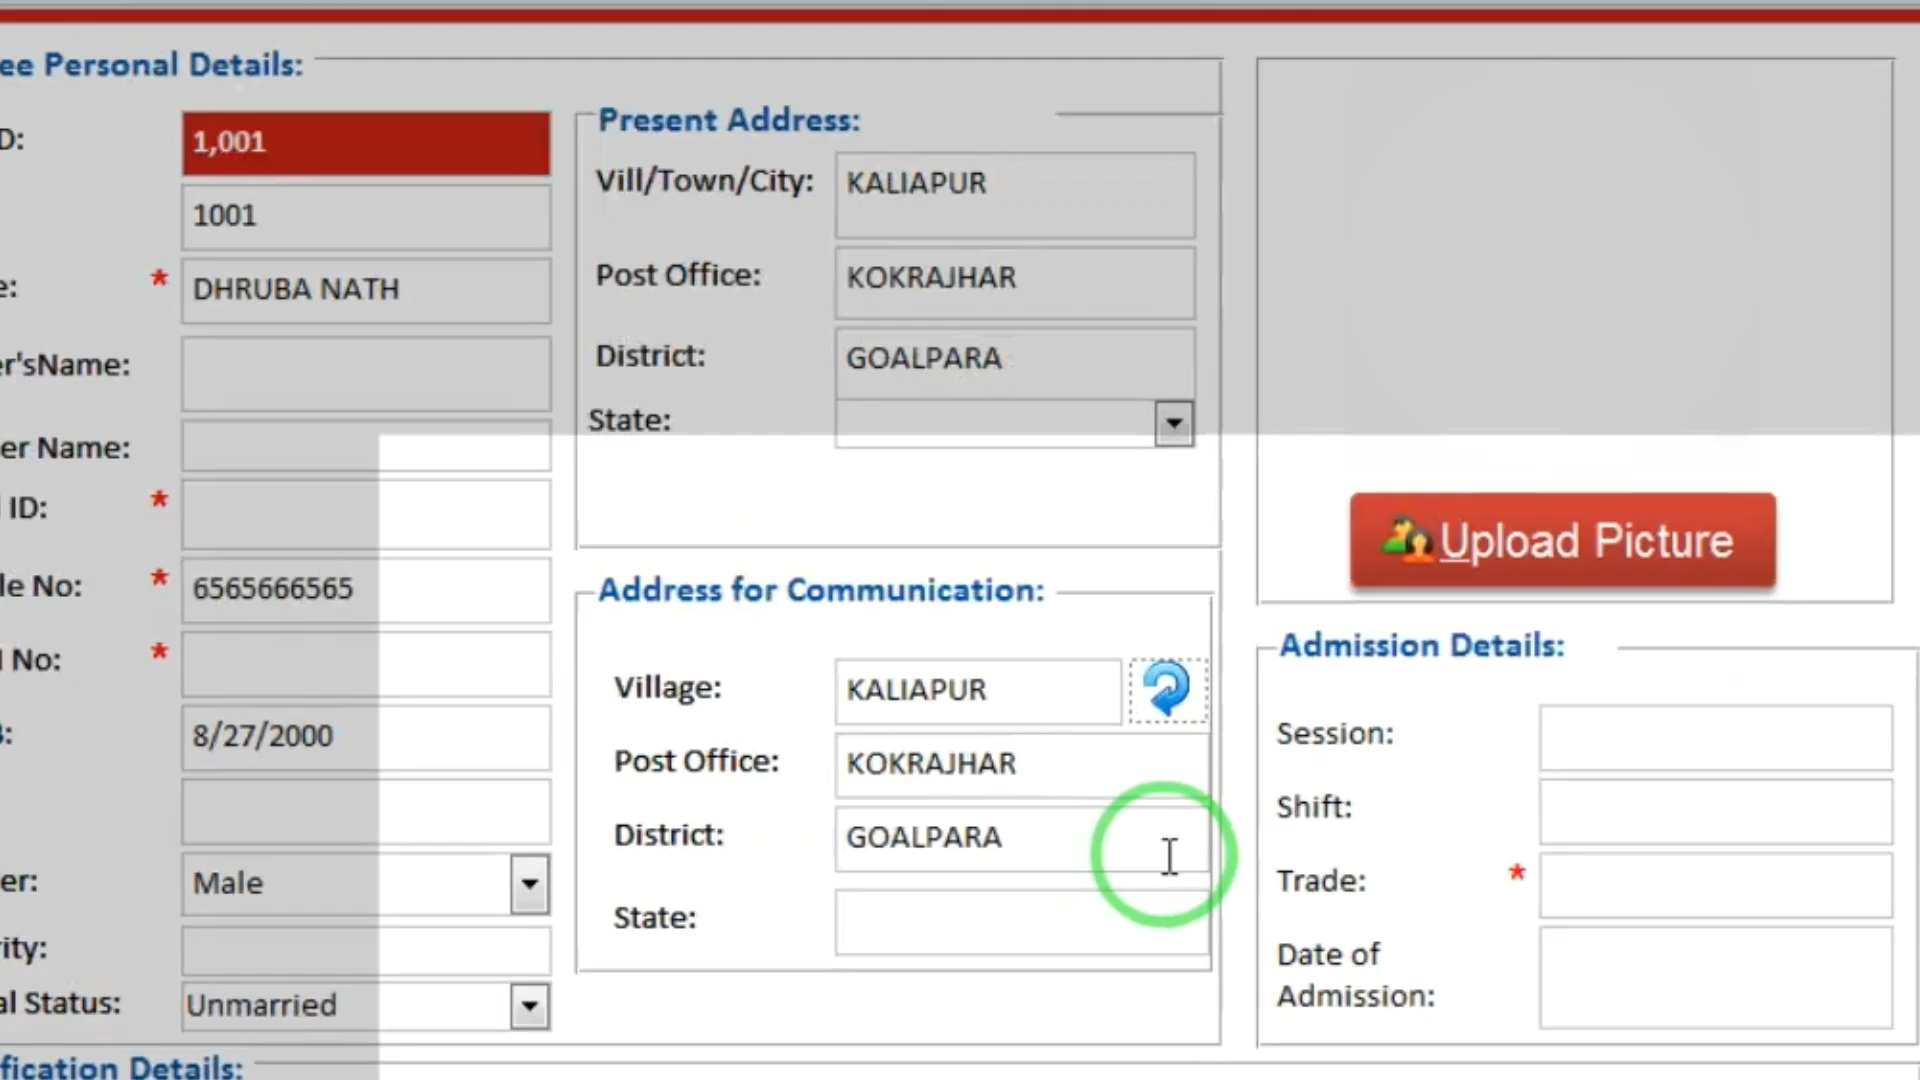 ee Personal Details:
D:
1,001
1001
e: * DHRUBA NATH
er'sName:
er Name:
ID: *
le No: * 6565666565
No: *
8/27/2000
er: Male
ity:
al Status: Unmarried
fication Details:
Present Address:
Vill/Town/City: KALIAPUR
Post Office: KOKRAJHAR
District: GOALPARA
State:
Address for Communication:
Village: KALIAPUR
Post Office: KOKRAJHAR
District: GOALPARA
State:
Upload Picture
Admission Details:
Session:
Shift:
Trade: *
Date of
Admission: